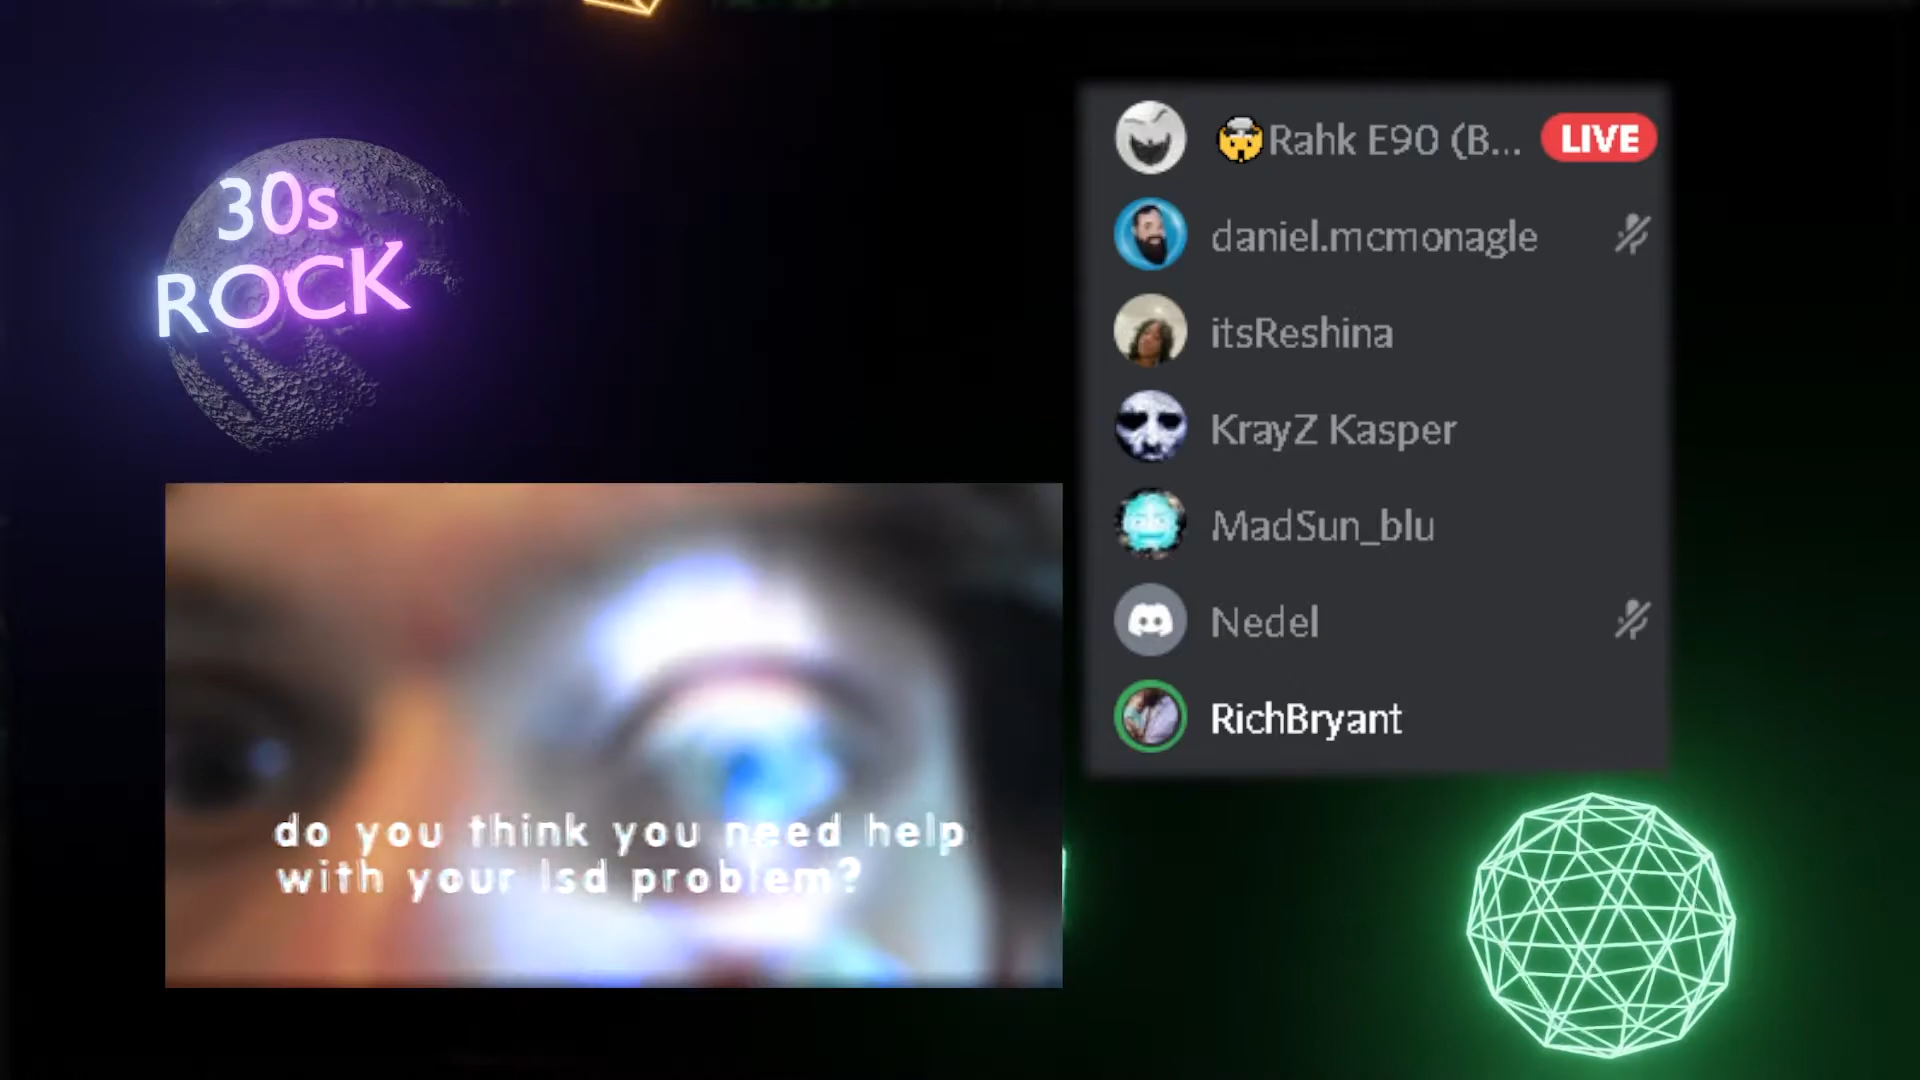 30s
ROCK
Rahk E90 (B... LIVE
daniel.mcmonagle
itsReshina
KrayZ Kasper
MadSun_blu
Nedel
RichBryant
do you think you need help
with your lsd problem?